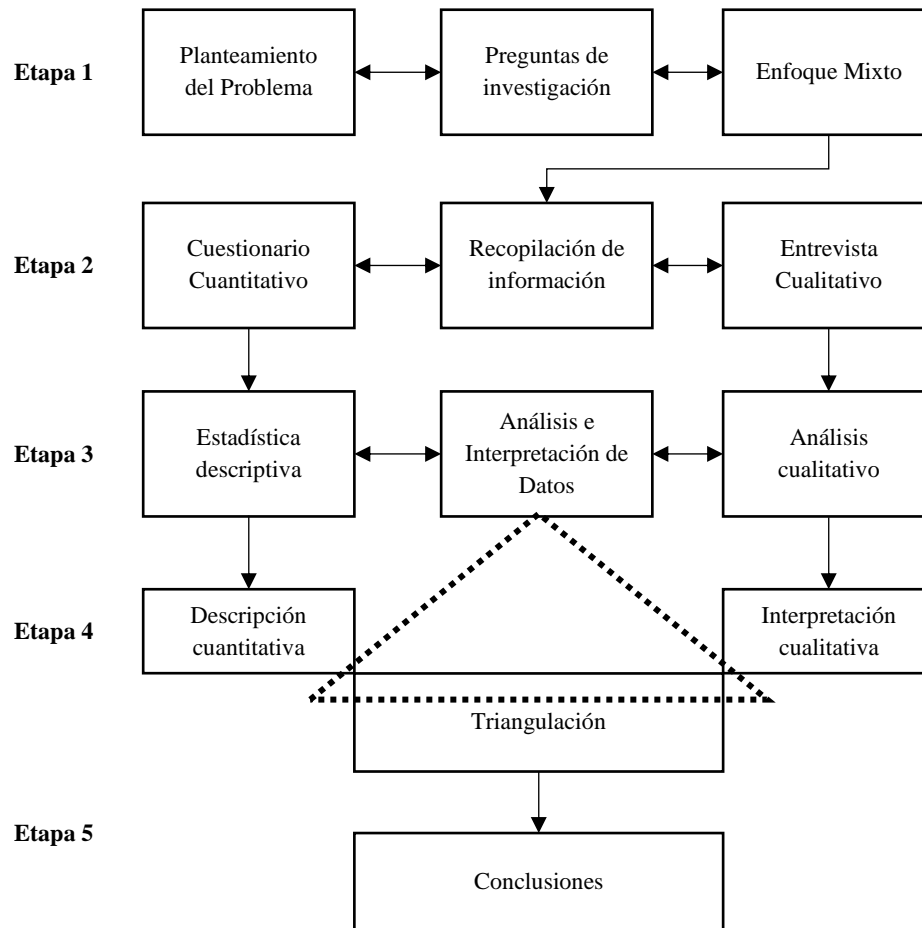 Etapa 1
Planteamiento
del Problema
Preguntas de
investigación
Enfoque Mixto
Etapa 2
Cuestionario
Cuantitativo
Recopilación de
información
Entrevista
Cualitativo
Etapa 3
Estadística
descriptiva
Análisis e
Interpretación de
Datos
Análisis
cualitativo
Etapa 4
Descripción
cuantitativa
Interpretación
cualitativa
Triangulación
Etapa 5
Conclusiones